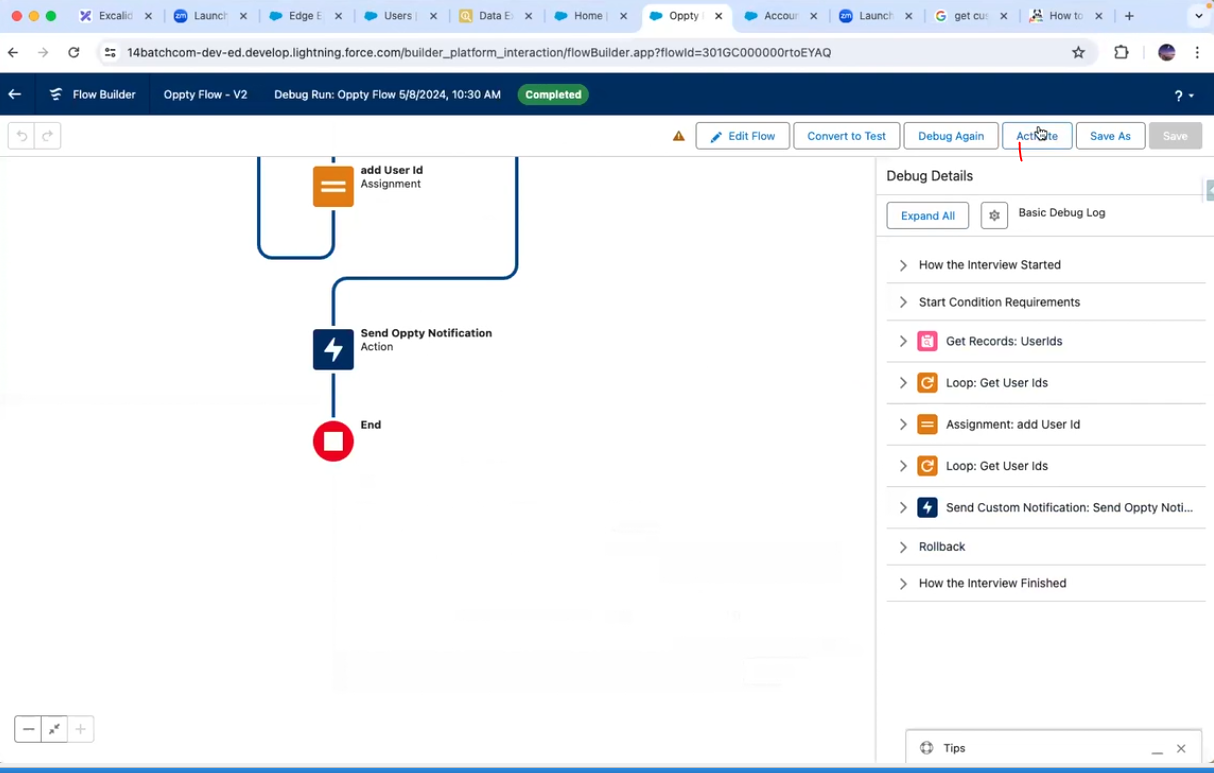 Excalid
Launch
Edge E
Users |
Data E
Home |
Oppty
Accou
Launch
get cus
How to
14batchcom-dev-ed.develop.lightning.force.com/builder_platform_interaction/flowBuilder.app?flowId=301GC000000rtoEYAQ
Flow Builder
Oppty Flow - V2
Debug Run: Oppty Flow 5/8/2024, 10:30 AM
Completed
?
Edit Flow
Convert to Test
Debug Again
Activate
Save As
Save
add User Id
Assignment
Send Oppty Notification
Action
End
Debug Details
Expand All
Basic Debug Log
How the Interview Started
Start Condition Requirements
Get Records: UserIds
Loop: Get User Ids
Assignment: add User Id
Loop: Get User Ids
Send Custom Notification: Send Oppty Noti...
Rollback
How the Interview Finished
Tips